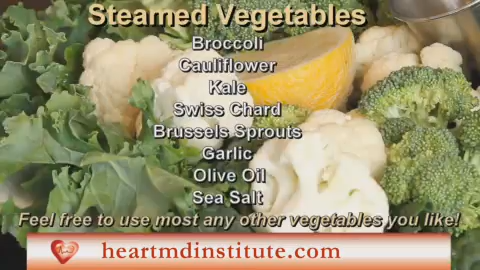 Steamed Vegetables
Broccoli
Cauliflower
Kale
Swiss Chard
Brussels Sprouts
Garlic
Olive Oil
Sea Salt
Feel free to use most any other vegetables you like!
heartmdinstitute.com